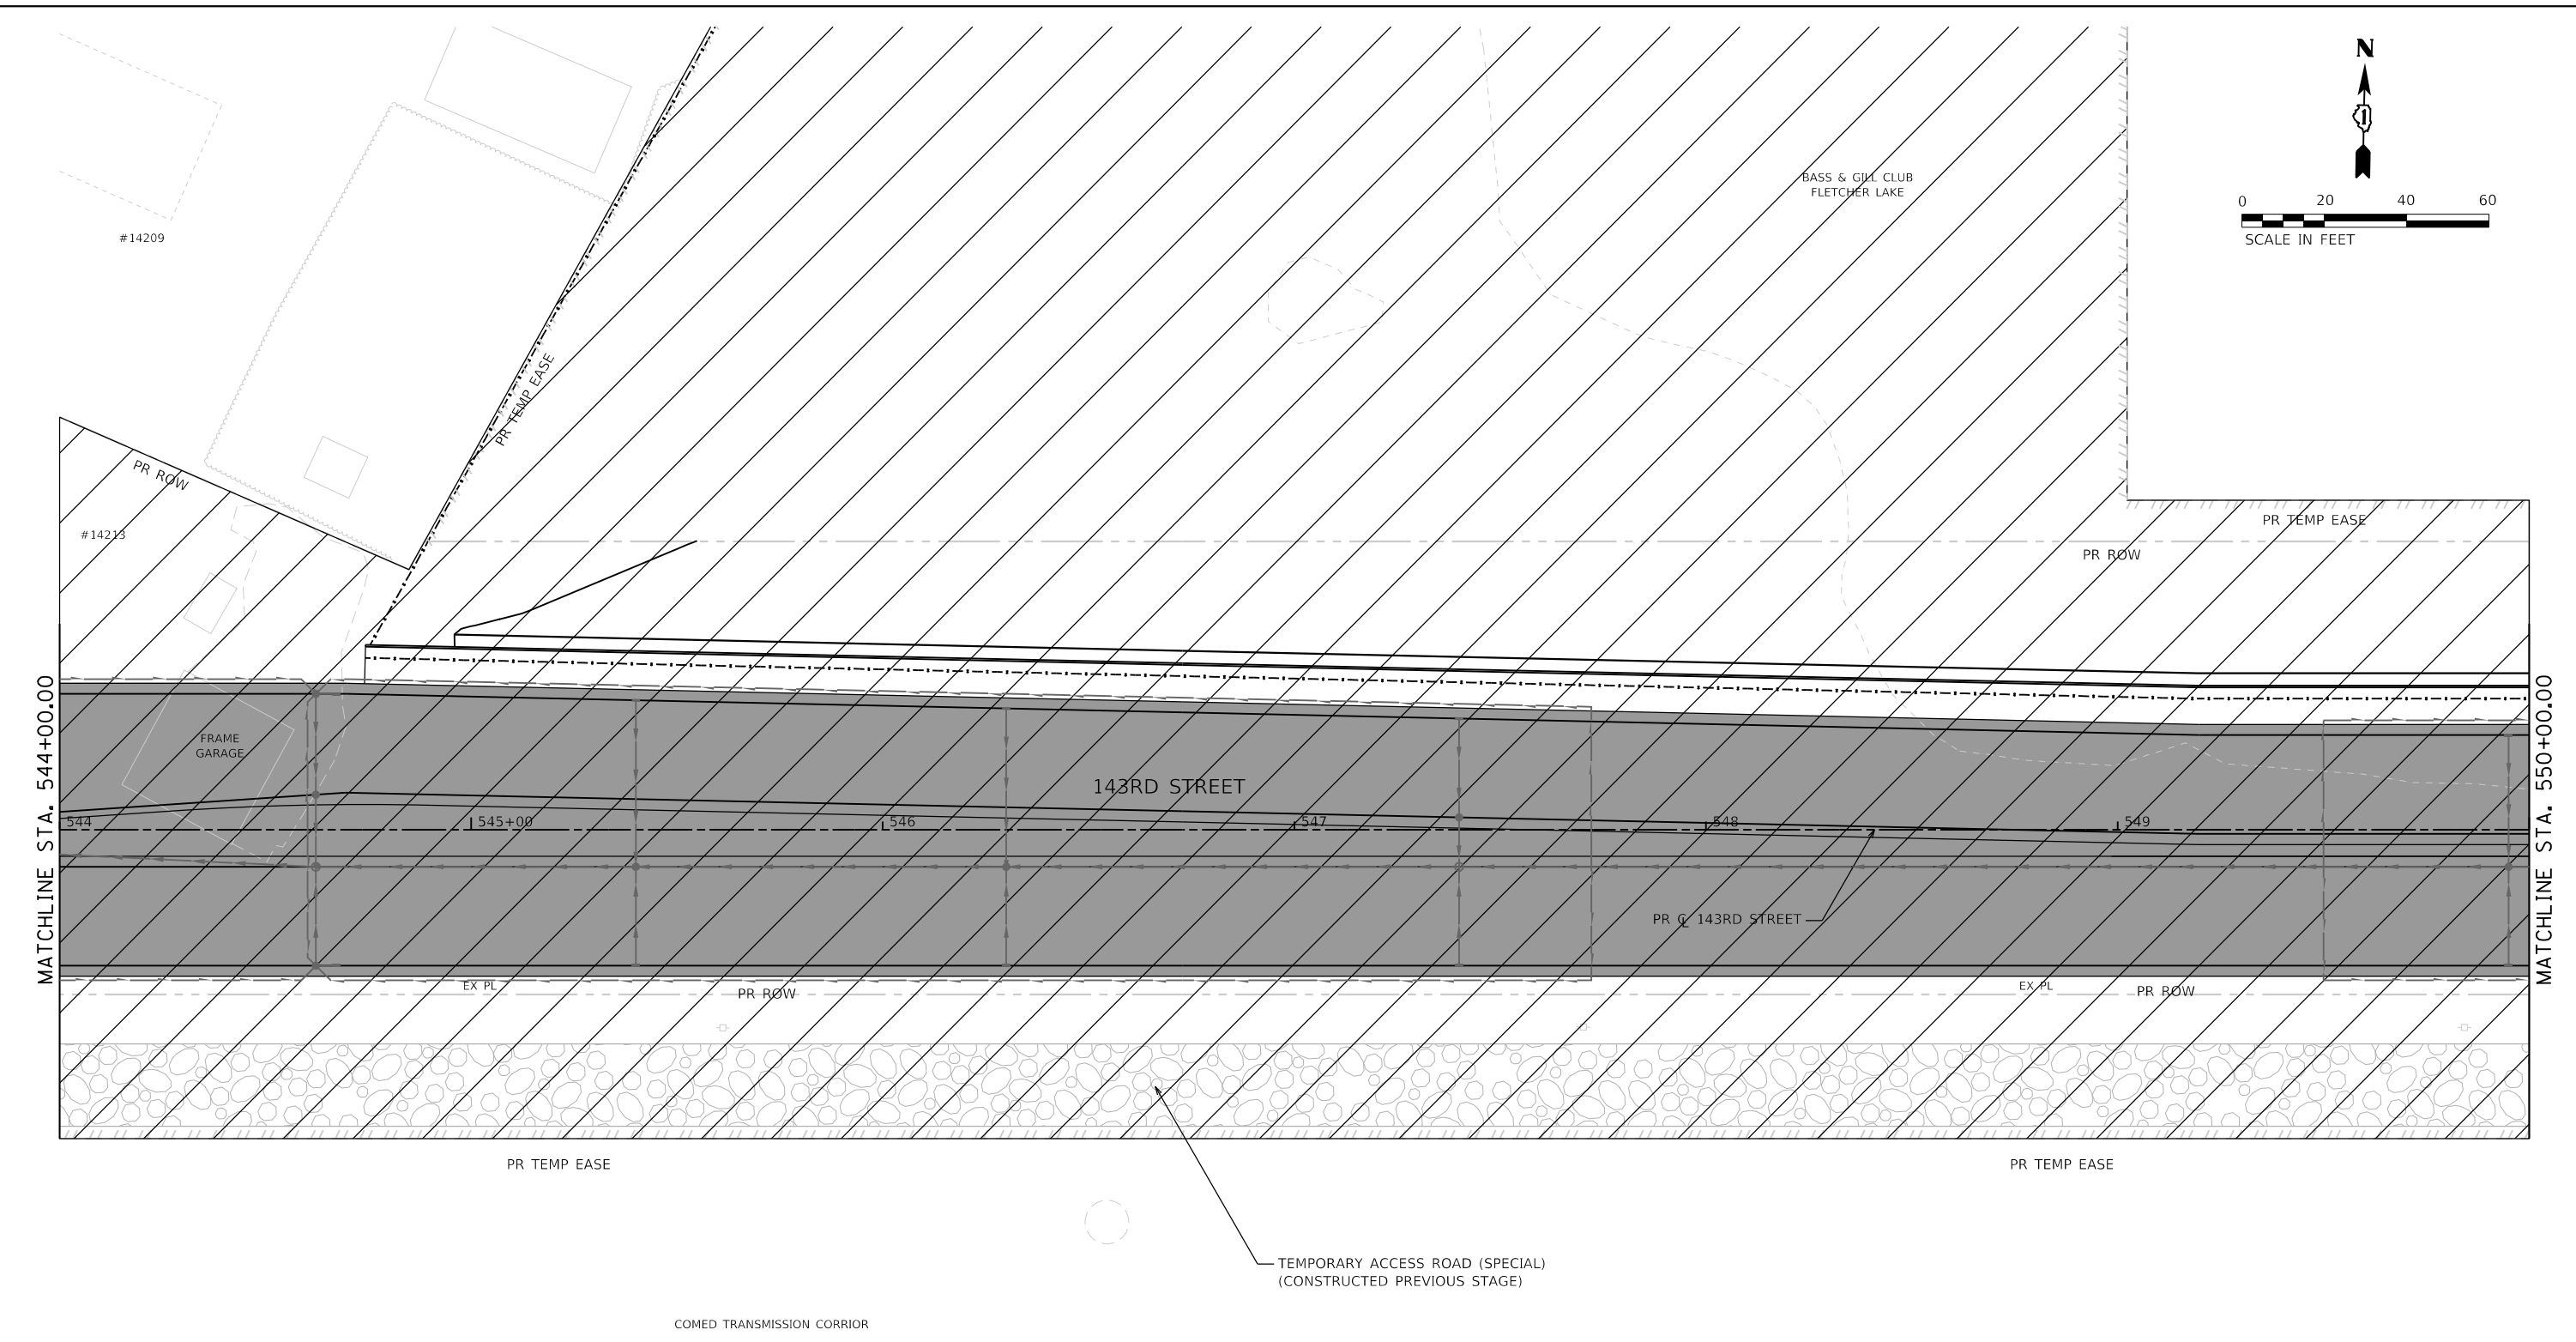 N
1
0 20 40 60
SCALE IN FEET
BASS & GILL CLUB
FLETCHER LAKE
#14209
PR TEMP EASE
PR ROW
#14213
PR TEMP EASE
PR ROW
MATCHLINE STA. 544+00.00
MATCHLINE STA. 550+00.00
FRAME
GARAGE
143RD STREET
544 545+00 546 547 548 549
PR ℄ 143RD STREET
EX PL
PR ROW
EX PL
PR ROW
PR TEMP EASE
PR TEMP EASE
TEMPORARY ACCESS ROAD (SPECIAL)
(CONSTRUCTED PREVIOUS STAGE)
COMED TRANSMISSION CORRIOR